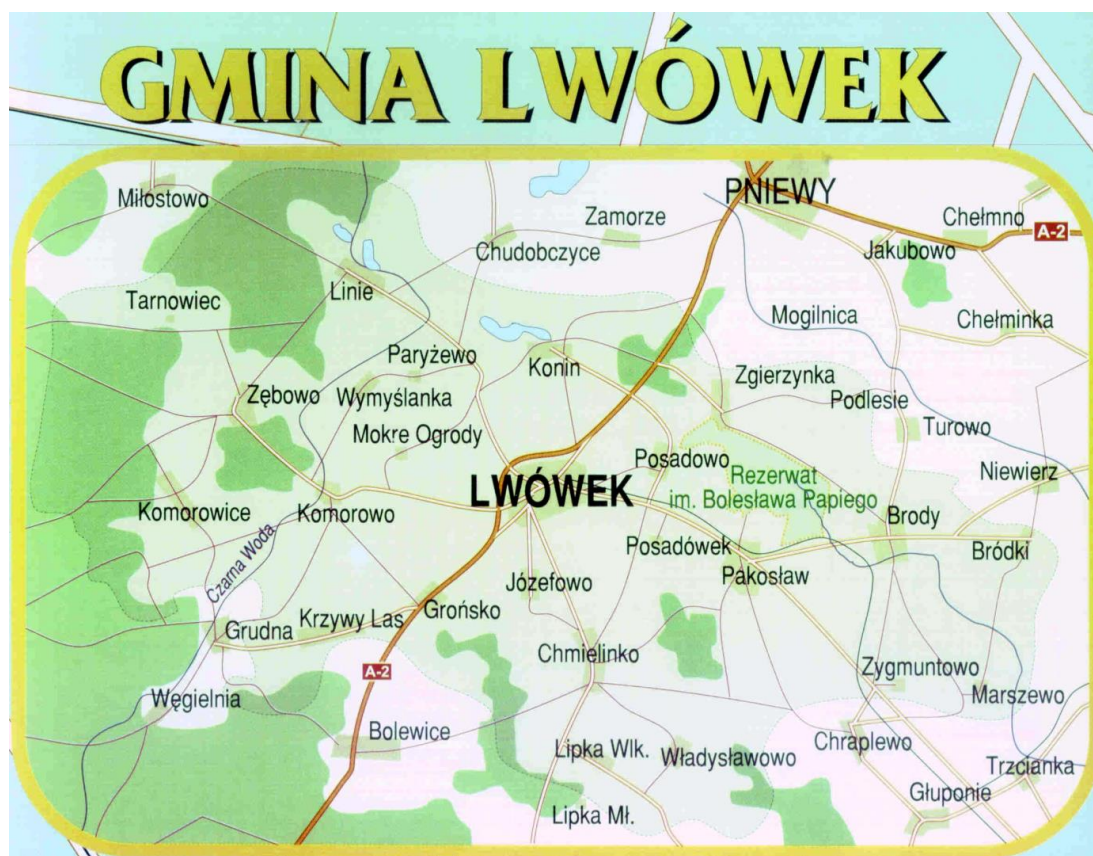 GMINA LWÓWEK
PNIEWY
Miłostowo
Zamorze
Chełmno
A-2
Chudobczyce
Jakubowo
Linie
Tarnowiec
Mogilnica
Chełminka
Paryżewo
Konin
Zgierzynka
Zębowo
Wymyślanka
Podlesie
Mokre Ogrody
Turowo
Posadowo
Niewierz
Rezerwat
im. Bolesława Papiego
LWÓWEK
Komorowice
Komorowo
Brody
Czarna Woda
Posadówek
Bródki
Pakosław
Józefowo
Grońsko
Krzywy Las
Grudna
Chmielinko
Zygmuntowo
A-2
Węgielnia
Marszewo
Bolewice
Chraplewo
Lipka Wlk.
Władysławowo
Trzcianka
Głuponie
Lipka Mł.